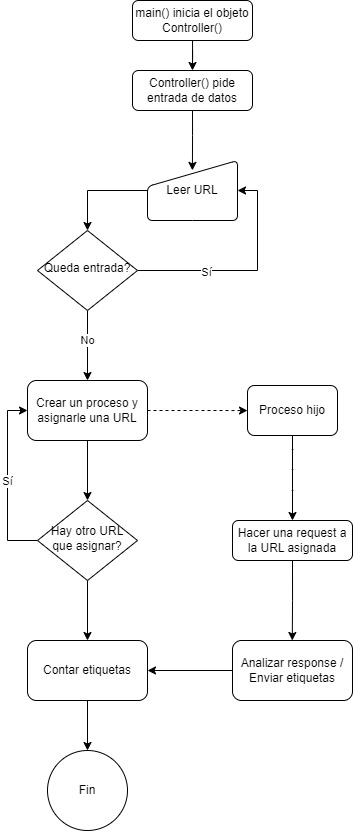 main() inicia el objeto
Controller()
Controller() pide
entrada de datos
Leer URL
Queda entrada?
Sí
No
Crear un proceso y
asignarle una URL
Proceso hijo
Sí
Hay otro URL
que asignar?
Hacer una request a
la URL asignada
Contar etiquetas
Analizar response /
Enviar etiquetas
Fin